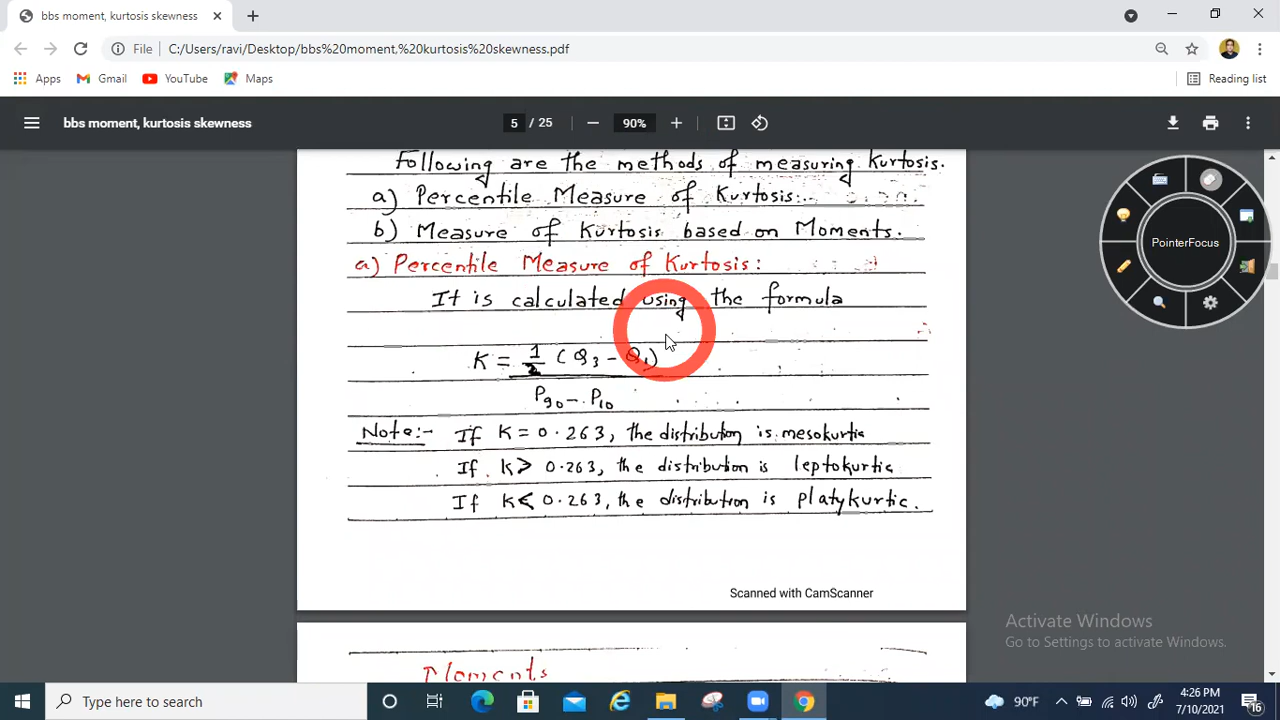 bbs moment, kurtosis skewness
File C:/Users/ravi/Desktop/bbs%20moment,%20kurtosis%20skewness.pdf
Apps Gmail YouTube Maps Reading list
bbs moment, kurtosis skewness 5 / 25 90%
Following are the methods of measuring Kurtosis.
a) Percentile Measure of Kurtosis:
b) Measure of Kurtosis based on Moments.
a) Percentile Measure of Kurtosis:
It is calculated using the formula
K = 1/2 (Q3 - Q1)
P90 - P10
Note:- If K = 0.263, the distribution is mesokurtic
If K > 0.263, the distribution is leptokurtic
If K < 0.263, the distribution is platykurtic.
Scanned with CamScanner
Moments
PointerFocus
Activate Windows
Go to Settings to activate Windows.
Type here to search
90°F
4:26 PM
7/10/2021
16